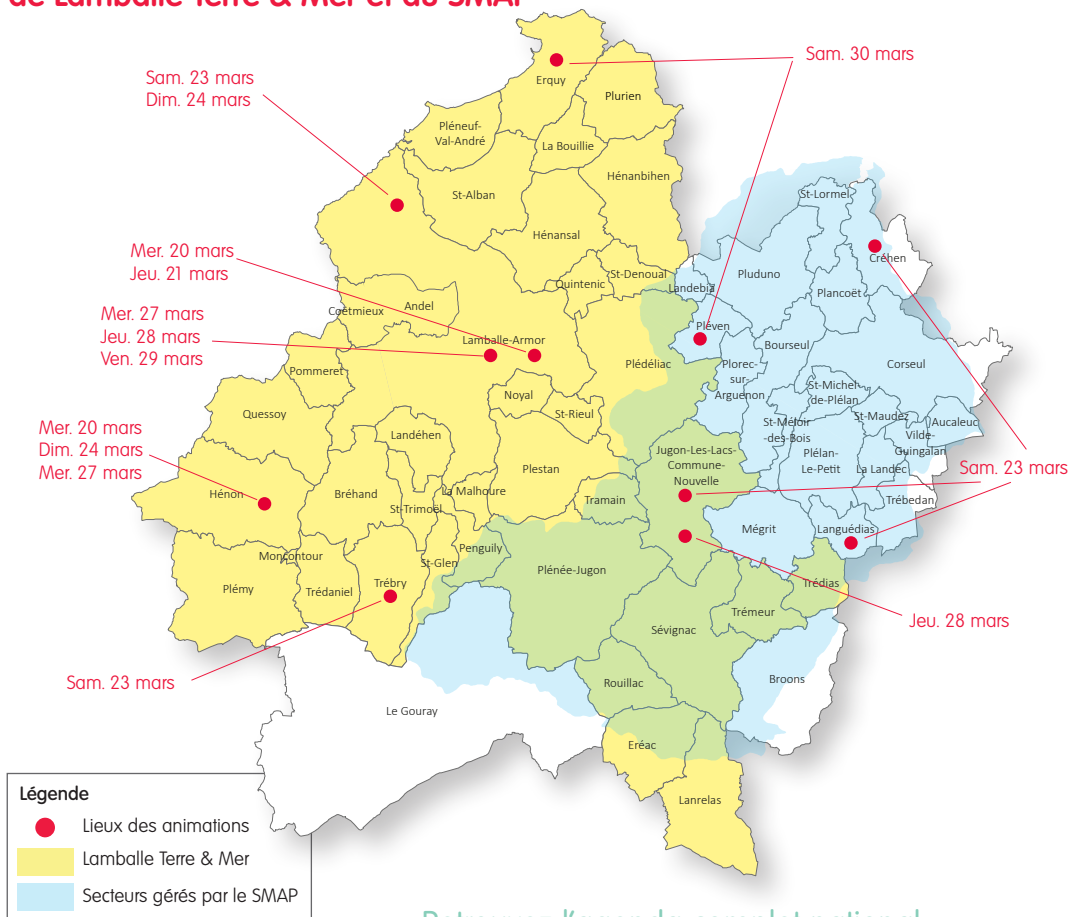 de Lamballe Terre & Mer et du SMAP
Sam. 30 mars
Sam. 23 mars
Dim. 24 mars
Erquy
Plurien
Pléneuf-
Val-André
La Bouillie
Hénanbihen
St-Alban
St-Lormel
Hénansal
Créhen
Mer. 20 mars
Jeu. 21 mars
St-Denoual
Pluduno
Quintenic
Landebia
Plancoët
Andel
Coëtmieux
Mer. 27 mars
Jeu. 28 mars
Ven. 29 mars
Pléven
Lamballe-Armor
Bourseul
Plédéliac
Plorec-
sur-
Arguenon
Corseul
Pommeret
St-Michel-
de-Plélan
Noyal
Quessoy
St-Rieul
St-Maudez
Aucaleuc
St-Méloir
-des-Bois
Vilde-
Guingalan
Mer. 20 mars
Dim. 24 mars
Mer. 27 mars
Landéhen
Jugon-Les-Lacs-
Commune-
Nouvelle
Plélan-
Le-Petit
La Landec
Sam. 23 mars
Plestan
Hénon
Bréhand
La Malhoure
Tramain
Trébedan
St-Trimoël
Mégrit
Languédias
Penguily
Moncontour
St-Glen
Plénée-Jugon
Trébry
Trédias
Plémy
Trédaniel
Trémeur
Jeu. 28 mars
Sévignac
Sam. 23 mars
Rouillac
Broons
Le Gouray
Eréac
Lanrelas
Légende
Lieux des animations
Lamballe Terre & Mer
Secteurs gérés par le SMAP
Retrouvez l'agenda complet national